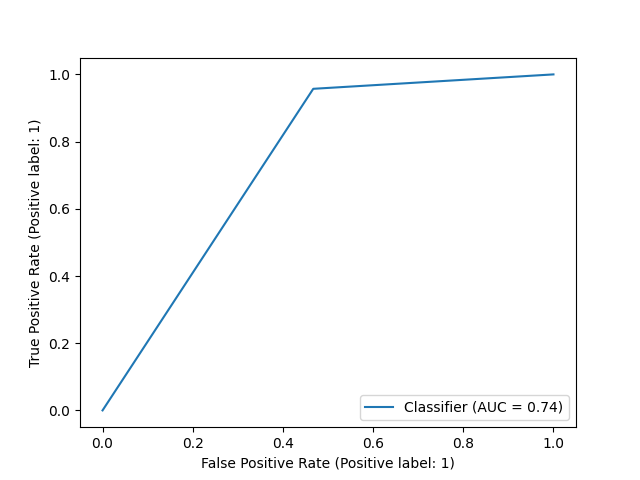 1.0
0.8
0.6
0.4
0.2
0.0
True Positive Rate (Positive label: 1)
Classifier (AUC = 0.74)
0.0 0.2 0.4 0.6 0.8 1.0
False Positive Rate (Positive label: 1)